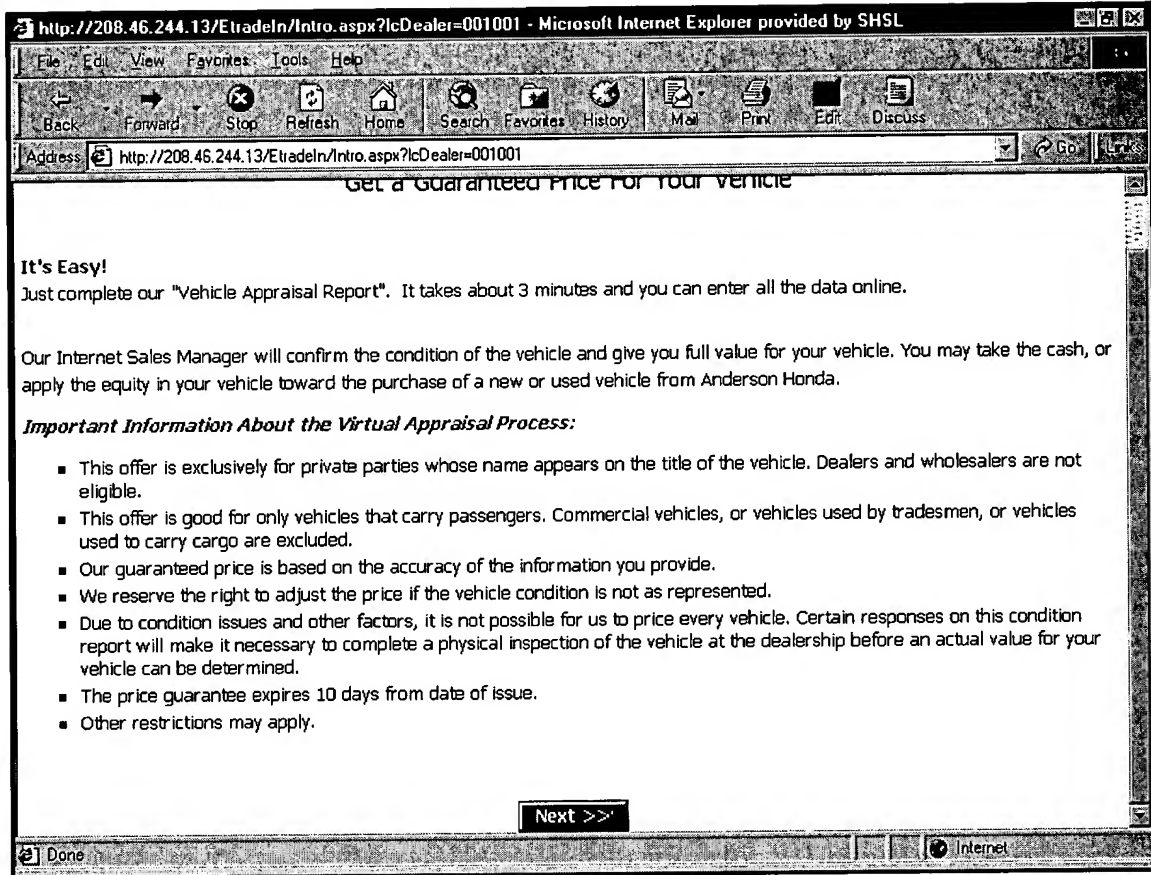 http://208.46.244.13/EtradeIn/Intro.aspx?lcDealer=001001 - Microsoft Internet Explorer provided by SHSL
File Edit View Favorites Tools Help
Back Forward Stop Refresh Home Search Favorites History Mail Print Edit Discuss
Address http://208.46.244.13/EtradeIn/Intro.aspx?lcDealer=001001 Go Links
Get a Guaranteed Price For Your Vehicle
It's Easy!
Just complete our "Vehicle Appraisal Report". It takes about 3 minutes and you can enter all the data online.
Our Internet Sales Manager will confirm the condition of the vehicle and give you full value for your vehicle. You may take the cash, or
apply the equity in your vehicle toward the purchase of a new or used vehicle from Anderson Honda.
Important Information About the Virtual Appraisal Process:
▪ This offer is exclusively for private parties whose name appears on the title of the vehicle. Dealers and wholesalers are not
eligible.
▪ This offer is good for only vehicles that carry passengers. Commercial vehicles, or vehicles used by tradesmen, or vehicles
used to carry cargo are excluded.
▪ Our guaranteed price is based on the accuracy of the information you provide.
▪ We reserve the right to adjust the price if the vehicle condition is not as represented.
▪ Due to condition issues and other factors, it is not possible for us to price every vehicle. Certain responses on this condition
report will make it necessary to complete a physical inspection of the vehicle at the dealership before an actual value for your
vehicle can be determined.
▪ The price guarantee expires 10 days from date of issue.
▪ Other restrictions may apply.
Next >>
Done Internet